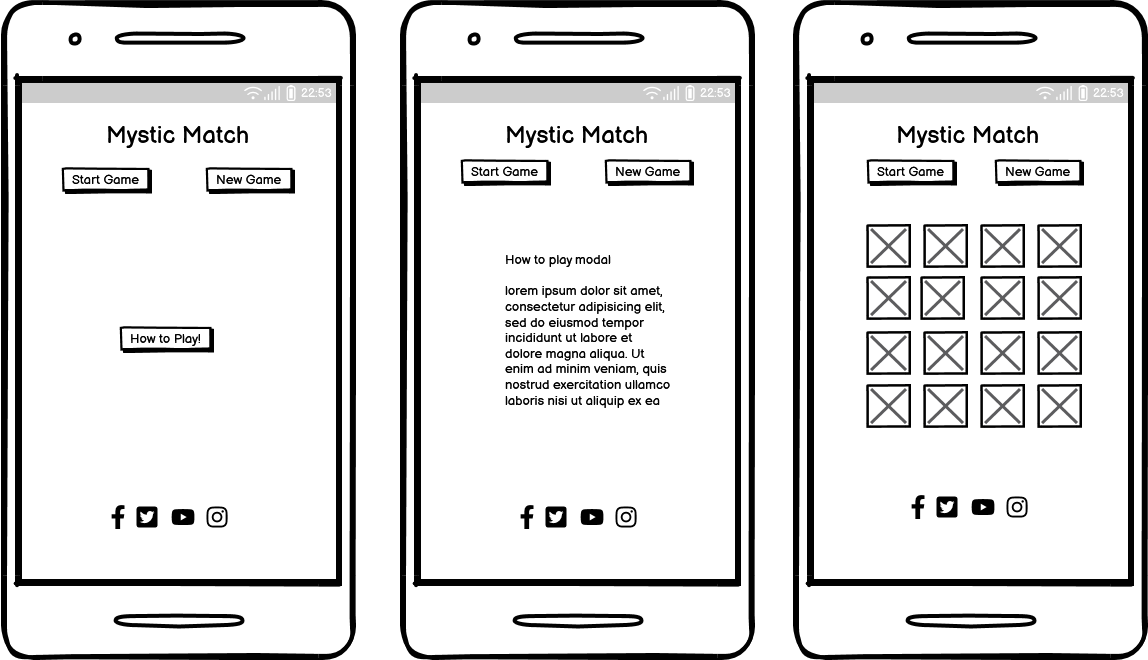 22:53
Mystic Match
Start Game
New Game
How to Play!
22:53
Mystic Match
Start Game
New Game
How to play modal
lorem ipsum dolor sit amet,
consectetur adipisicing elit,
sed do eiusmod tempor
incididunt ut labore et
dolore magna aliqua. Ut
enim ad minim veniam, quis
nostrud exercitation ullamco
laboris nisi ut aliquip ex ea
22:53
Mystic Match
Start Game
New Game